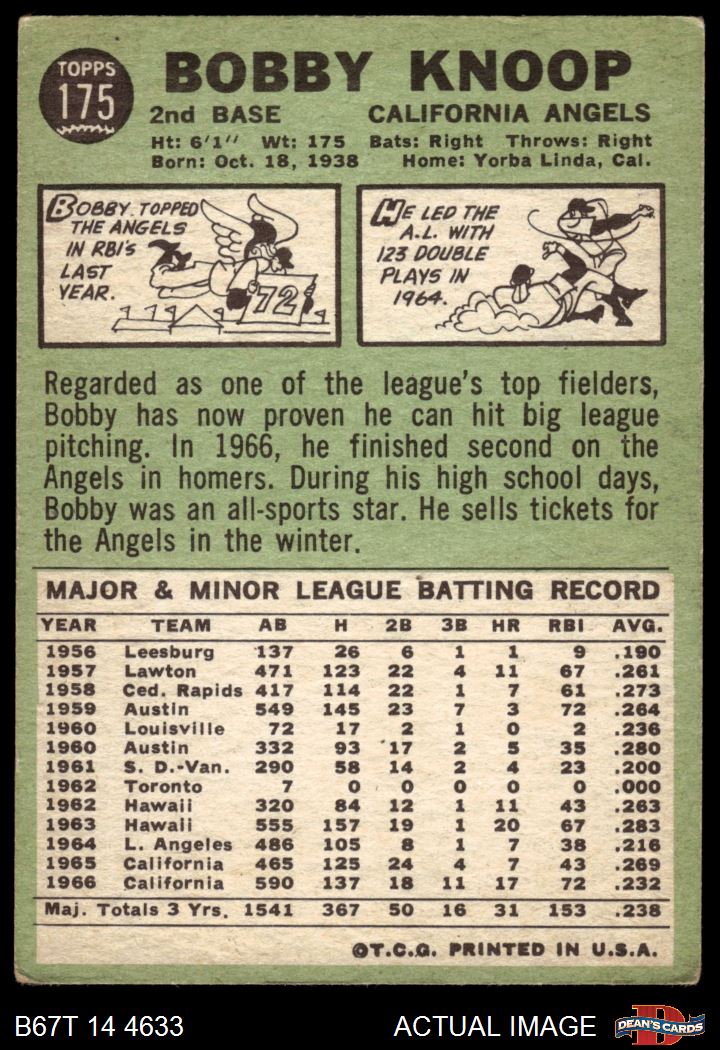 TOPPS
175
BOBBY KNOOP
2nd BASE CALIFORNIA ANGELS
Ht: 6'1" Wt: 175 Bats: Right Throws: Right
Born: Oct. 18, 1938 Home: Yorba Linda, Cal.
BOBBY TOPPED
THE ANGELS
IN RBI'S
LAST
YEAR.
72
HE LED THE
A.L. WITH
123 DOUBLE
PLAYS IN
1964.
Regarded as one of the league's top fielders,
Bobby has now proven he can hit big league
pitching. In 1966, he finished second on the
Angels in homers. During his high school days,
Bobby was an all-sports star. He sells tickets for
the Angels in the winter.
MAJOR & MINOR LEAGUE BATTING RECORD
YEAR TEAM AB H 2B 3B HR RBI AVG.
1956 Leesburg 137 26 6 1 1 9 .190
1957 Lawton 471 123 22 4 11 67 .261
1958 Ced. Rapids 417 114 22 1 7 61 .273
1959 Austin 549 145 23 7 3 72 .264
1960 Louisville 72 17 2 1 0 2 .236
1960 Austin 332 93 17 2 5 35 .280
1961 S. D.-Van. 290 58 14 2 4 23 .200
1962 Toronto 7 0 0 0 0 0 .000
1962 Hawaii 320 84 12 1 11 43 .263
1963 Hawaii 555 157 19 1 20 67 .283
1964 L. Angeles 486 105 8 1 7 38 .216
1965 California 465 125 24 4 7 43 .269
1966 California 590 137 18 11 17 72 .232
Maj. Totals 3 Yrs. 1541 367 50 16 31 153 .238
©T.C.G. PRINTED IN U.S.A.
B67T 14 4633 ACTUAL IMAGE DEAN'S CARDS